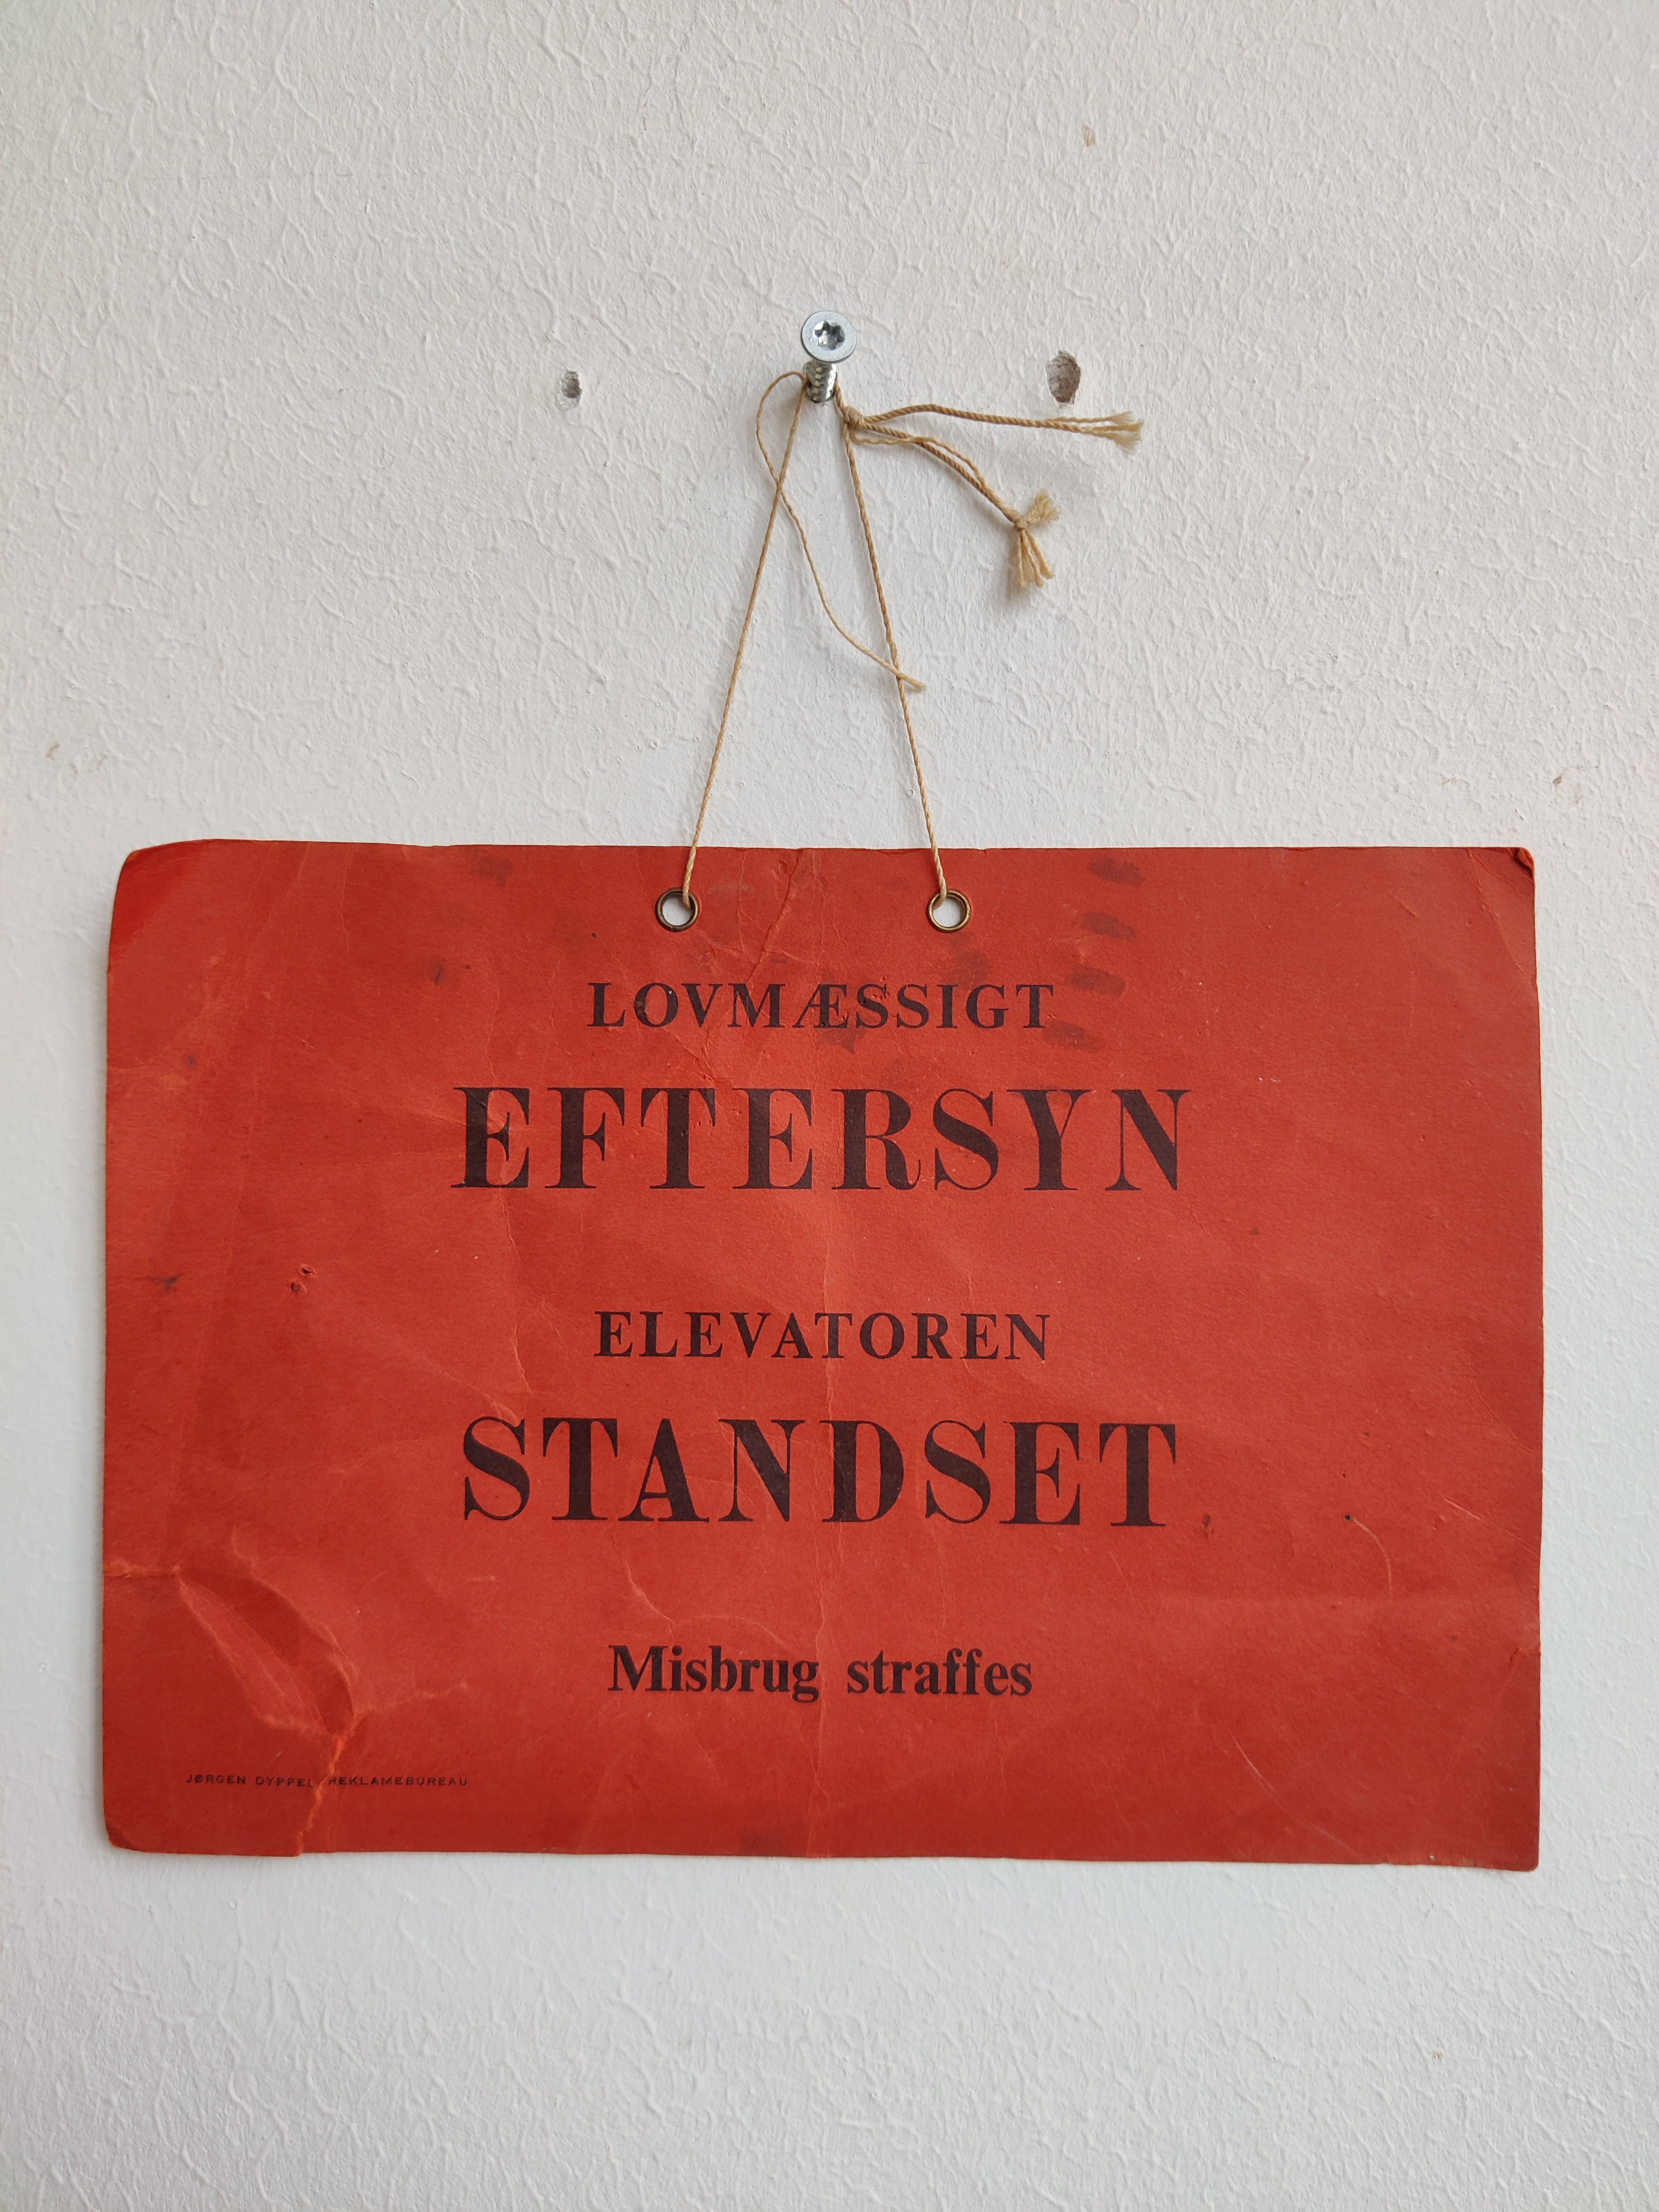 LOVMÆSSIGT
EFTERSYN
ELEVATOREN
STANDSET
Misbrug straffes
JØRGEN DYPPEL REKLAMEBUREAU